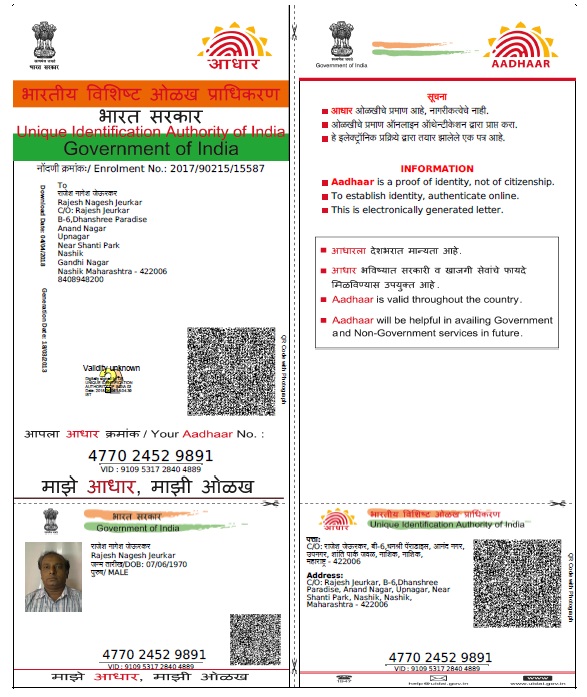 भारत सरकार
आधार
भारतीय विशिष्ट ओळख प्राधिकरण
भारत सरकार
Unique Identification Authority of India
Government of India
नोंदणी क्रमांक:/ Enrolment No.: 2017/90215/15587
Download Date: 04/04/2018
Generation Date: 18/03/2013
To
राजेश नागेश जेऊरकर
Rajesh Nagesh Jeurkar
C/O: Rajesh Jeurkar
B-6,Dhanshree Paradise
Anand Nagar
Upnagar
Near Shanti Park
Nashik
Gandhi Nagar
Nashik Maharashtra - 422006
8408948200
QR Code with Photograph
Validity unknown
आपला आधार क्रमांक / Your Aadhaar No. :
4770 2452 9891
VID : 9109 5317 2840 4889
माझे आधार, माझी ओळख
Government of India
AADHAAR
सूचना
आधार ओळखीचे प्रमाण आहे, नागरीकत्वेचे नाही.
ओळखीचे प्रमाण ऑनलाइन ऑथेन्टीकेशन द्वारा प्राप्त करा.
हे इलेक्ट्रॉनिक प्रक्रिये द्वारा तयार झालेले एक पत्र आहे.
INFORMATION
Aadhaar is a proof of identity, not of citizenship.
To establish identity, authenticate online.
This is electronically generated letter.
आधारला देशभरात मान्यता आहे.
आधार भविष्यात सरकारी व खाजगी सेवांचे फायदे
मिळविण्यास उपयुक्त आहे.
Aadhaar is valid throughout the country.
Aadhaar will be helpful in availing Government
and Non-Government services in future.
भारत सरकार
Government of India
राजेश नागेश जेऊरकर
Rajesh Nagesh Jeurkar
जन्म तारीख/DOB: 07/06/1970
पुरुष/ MALE
4770 2452 9891
VID : 9109 5317 2840 4889
माझे आधार, माझी ओळख
आधार
भारतीय विशिष्ट ओळख प्राधिकरण
Unique Identification Authority of India
पत्ता:
C/O: राजेश जेऊरकर, बी-6,धनश्री पॅराडाइस, आनंद नगर,
उपनगर, शांति पार्क जवळ, नाशिक, नाशिक,
महाराष्ट्र - 422006
Address:
C/O: Rajesh Jeurkar, B-6,Dhanshree
Paradise, Anand Nagar, Upnagar, Near
Shanti Park, Nashik, Nashik,
Maharashtra - 422006
QR Code with Photograph
4770 2452 9891
VID : 9109 5317 2840 4889
1947
help@uidai.gov.in
www
www.uidai.gov.in